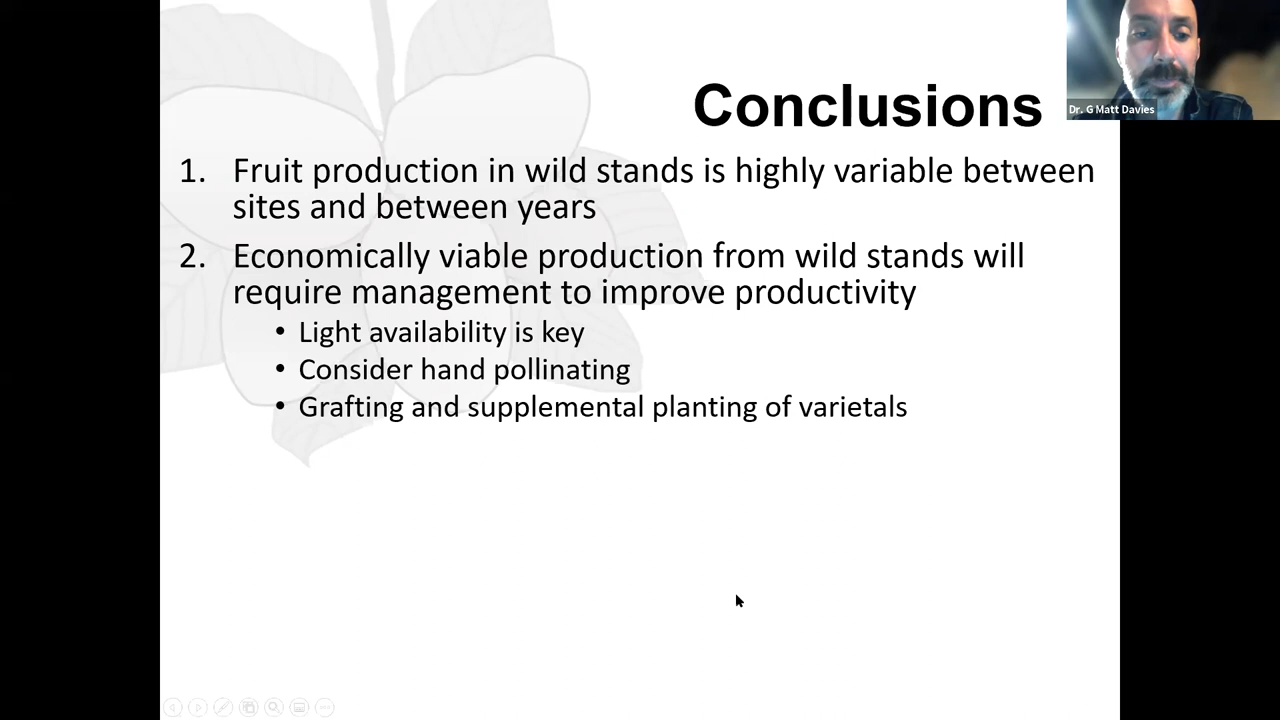 Conclusions
Dr. G Matt Davies
1. Fruit production in wild stands is highly variable between
sites and between years
2. Economically viable production from wild stands will
require management to improve productivity
• Light availability is key
• Consider hand pollinating
• Grafting and supplemental planting of varietals